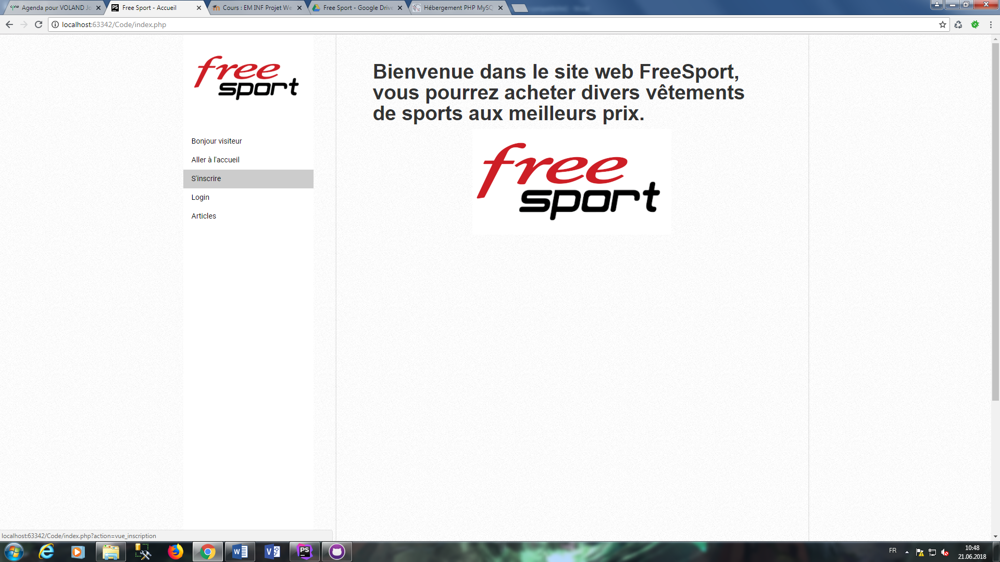 Agenda pour VOLAND Jo
Free Sport - Accueil
Cours : EM INF Projet We
Free Sport - Google Drive
Hébergement PHP MySQ
localhost:63342/Code/index.php
free
sport
Bonjour visiteur
Aller à l'accueil
S'inscrire
Login
Articles
Bienvenue dans le site web FreeSport,
vous pourrez acheter divers vêtements
de sports aux meilleurs prix.
free
sport
localhost:63342/Code/index.php?action=vue_inscription
FR
10:48
21.06.2018